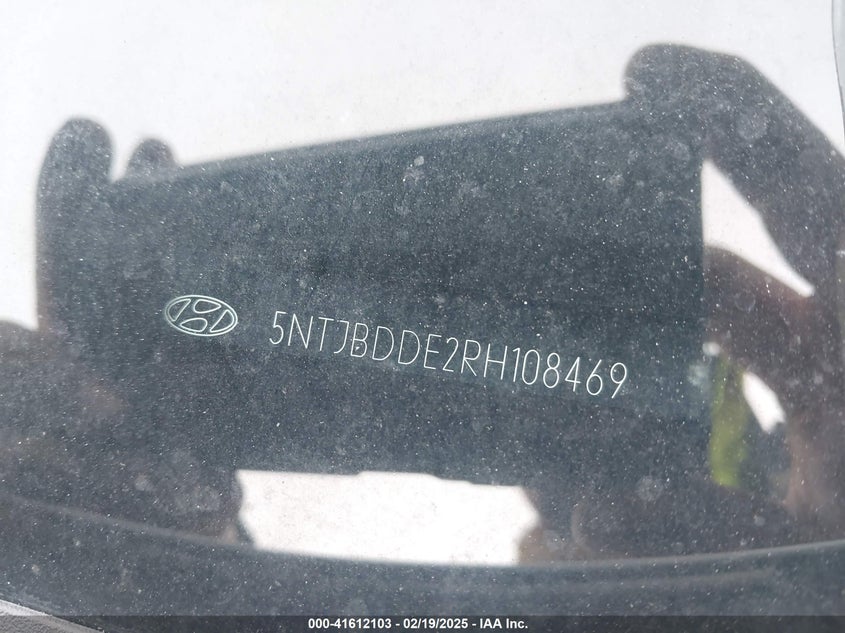 5NTJBDDE2RH108469
000-41612103 - 02/19/2025 - IAA Inc.